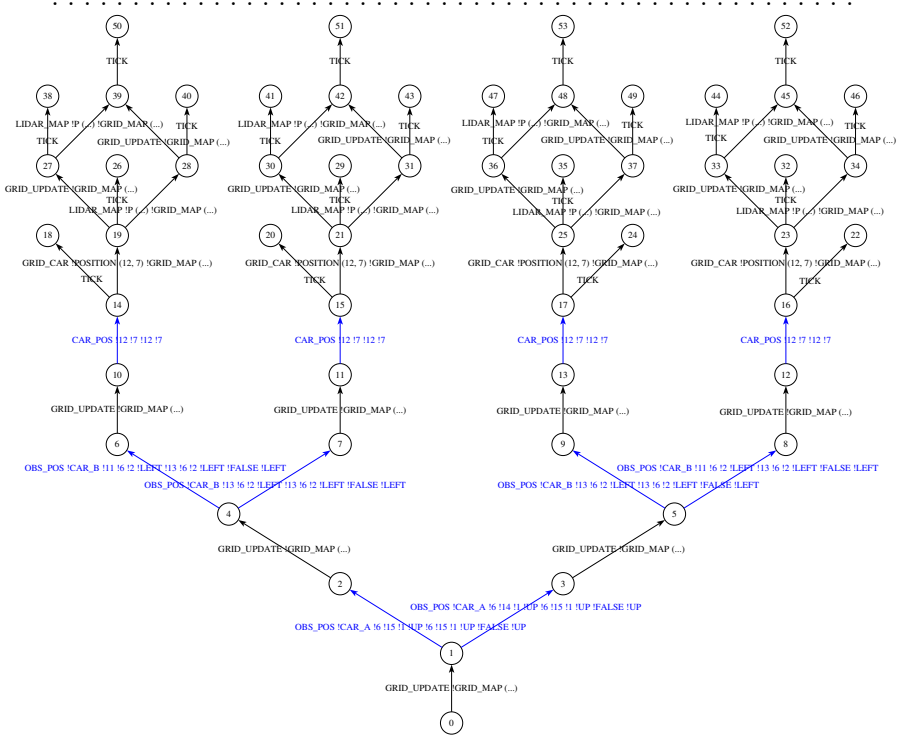 50 51 53 52
TICK TICK TICK TICK
38 39 40 41 42 43 47 48 49 44 45 46
LIDAR_MAP !P (...) !GRID_MAP (...) LIDAR_MAP !P (...) !GRID_MAP (...) LIDAR_MAP !P (...) !GRID_MAP (...) LIDAR_MAP !P (...) !GRID_MAP (...)
TICK TICK TICK TICK
TICK GRID_UPDATE !GRID_MAP (...) TICK GRID_UPDATE !GRID_MAP (...) TICK GRID_UPDATE !GRID_MAP (...) TICK GRID_UPDATE !GRID_MAP (...)
27 26 28 30 29 31 36 35 37 33 32 34
GRID_UPDATE !GRID_MAP (...) GRID_UPDATE !GRID_MAP (...) GRID_UPDATE !GRID_MAP (...) GRID_UPDATE !GRID_MAP (...)
TICK TICK TICK TICK
LIDAR_MAP !P (...) !GRID_MAP (...) LIDAR_MAP !P (...) !GRID_MAP (...) LIDAR_MAP !P (...) !GRID_MAP (...) LIDAR_MAP !P (...) !GRID_MAP (...)
18 19 20 21 25 24 23 22
GRID_CAR !POSITION (12, 7) !GRID_MAP (...) GRID_CAR !POSITION (12, 7) !GRID_MAP (...) GRID_CAR !POSITION (12, 7) !GRID_MAP (...) GRID_CAR !POSITION (12, 7) !GRID_MAP (...)
TICK TICK TICK TICK
14 15 17 16
CAR_POS !12 !7 !12 !7 CAR_POS !12 !7 !12 !7 CAR_POS !12 !7 !12 !7 CAR_POS !12 !7 !12 !7
10 11 13 12
GRID_UPDATE !GRID_MAP (...) GRID_UPDATE !GRID_MAP (...) GRID_UPDATE !GRID_MAP (...) GRID_UPDATE !GRID_MAP (...)
6 7 9 8
OBS_POS !CAR_B !11 !6 !2 !LEFT !13 !6 !2 !LEFT !FALSE !LEFT OBS_POS !CAR_B !11 !6 !2 !LEFT !13 !6 !2 !LEFT !FALSE !LEFT
OBS_POS !CAR_B !13 !6 !2 !LEFT !13 !6 !2 !LEFT !FALSE !LEFT OBS_POS !CAR_B !13 !6 !2 !LEFT !13 !6 !2 !LEFT !FALSE !LEFT
4 5
GRID_UPDATE !GRID_MAP (...) GRID_UPDATE !GRID_MAP (...)
2 3
OBS_POS !CAR_A !6 !14 !1 !UP !6 !15 !1 !UP !FALSE !UP
OBS_POS !CAR_A !6 !15 !1 !UP !6 !15 !1 !UP !FALSE !UP
1
GRID_UPDATE !GRID_MAP (...)
0